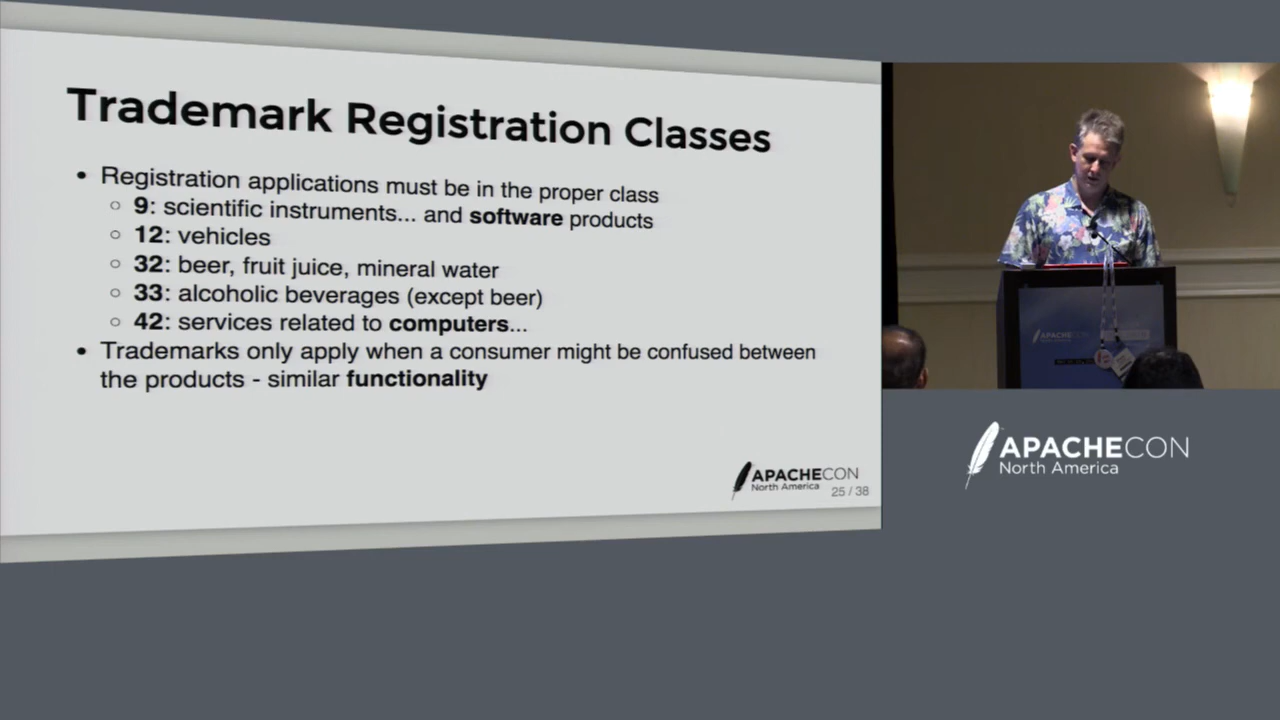 Trademark Registration Classes
• Registration applications must be in the proper class
○ 9: scientific instruments... and software products
○ 12: vehicles
○ 32: beer, fruit juice, mineral water
○ 33: alcoholic beverages (except beer)
○ 42: services related to computers...
• Trademarks only apply when a consumer might be confused between
the products - similar functionality
APACHECON
North America
25 / 38
APACHECON
North America